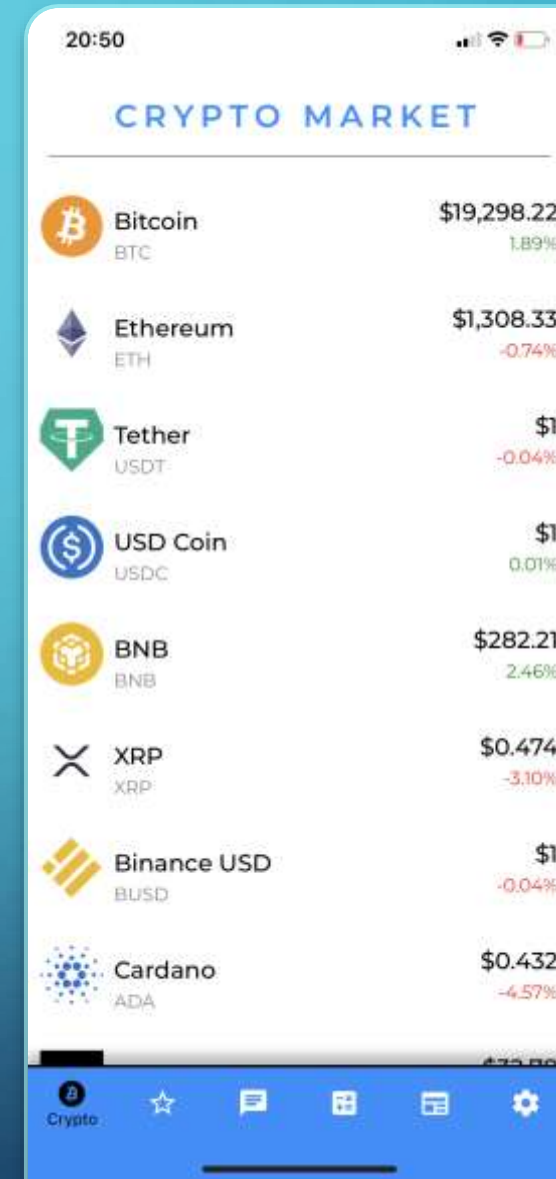 20:50
CRYPTO MARKET
Bitcoin $19,298.22
BTC 1.89%
Ethereum $1,308.33
ETH -0.74%
Tether $1
USDT -0.04%
USD Coin $1
USDC 0.01%
BNB $282.21
BNB 2.46%
XRP $0.474
XRP -3.10%
Binance USD $1
BUSD -0.04%
Cardano $0.432
ADA -4.57%
Crypto